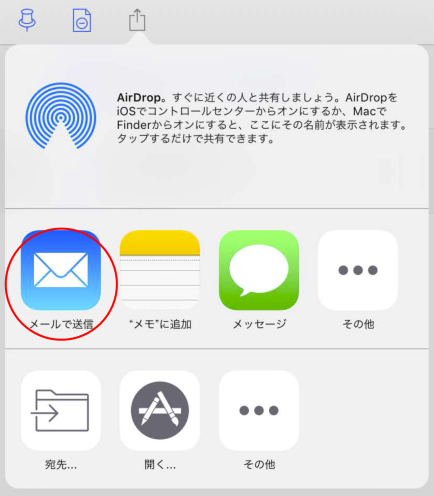 AirDrop。すぐに近くの人と共有しましょう。AirDropを
iOSでコントロールセンターからオンにするか、Macで
Finderからオンにすると、ここにその名前が表示されます。
タップするだけで共有できます。
メールで送信
“メモ”に追加
メッセージ
その他
宛先...
開く...
その他